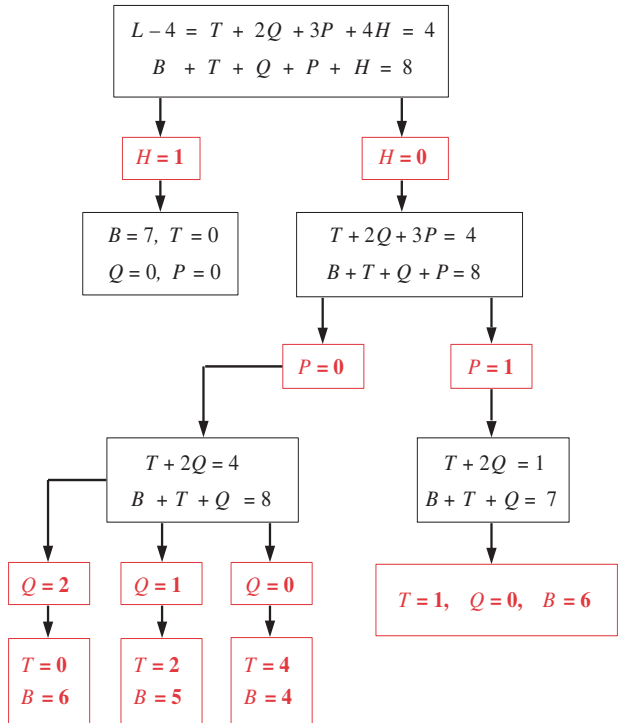 L − 4 = T + 2Q + 3P + 4H = 4
B + T + Q + P + H = 8
H = 1
H = 0
B = 7, T = 0
Q = 0, P = 0
T + 2Q + 3P = 4
B + T + Q + P = 8
P = 0
P = 1
T + 2Q = 4
B + T + Q = 8
T + 2Q = 1
B + T + Q = 7
Q = 2
Q = 1
Q = 0
T = 1, Q = 0, B = 6
T = 0
B = 6
T = 2
B = 5
T = 4
B = 4